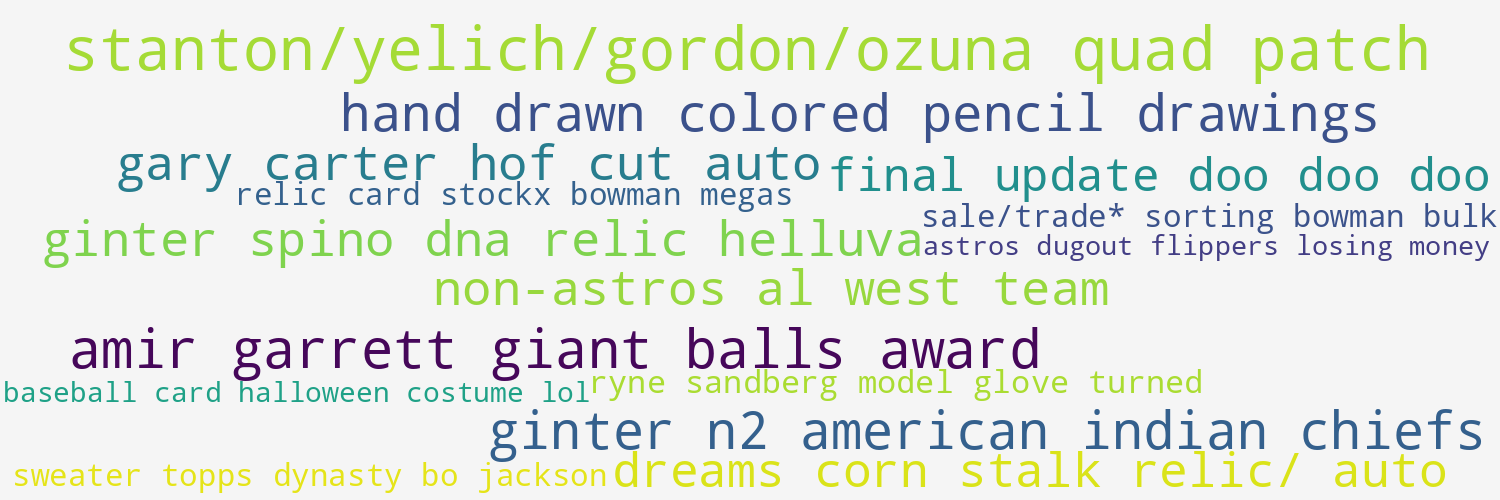 stanton/yelich/gordon/ozuna quad patch
hand drawn colored pencil drawings
gary carter hof cut auto
final update doo doo doo
relic card stockx bowman megas
sale/trade* sorting bowman bulk
ginter spino dna relic helluva
astros dugout flippers losing money
non-astros al west team
amir garrett giant balls award
baseball card halloween costume lol
ryne sandberg model glove turned
ginter n2 american indian chiefs
sweater topps dynasty bo jackson
dreams corn stalk relic/ auto